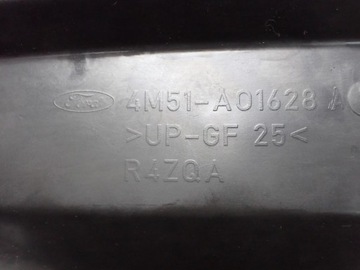 Ford 4M51-A01628 A
>UP-GF 25<
R4ZQA